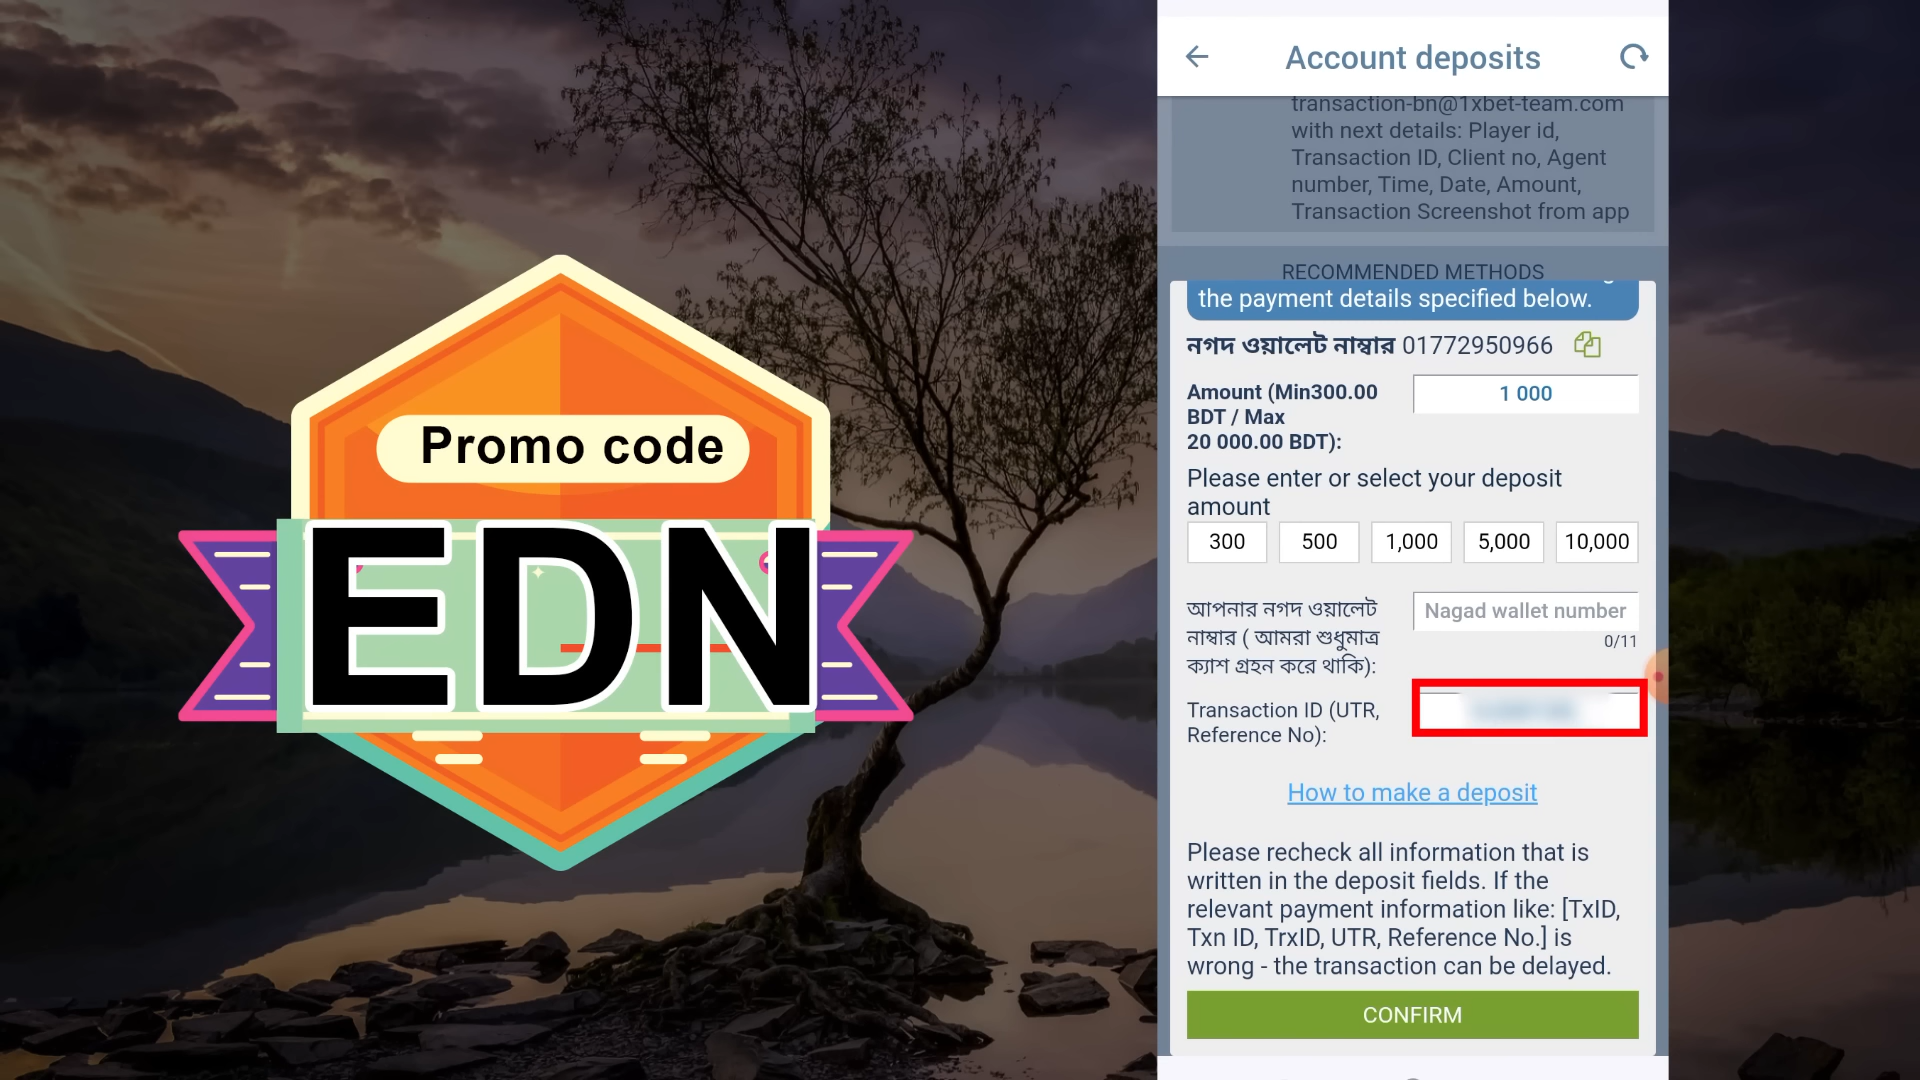 Promo code
EDN
Account deposits
transaction-bn@1xbet-team.com
with next details: Player id,
Transaction ID, Client no, Agent
number, Time, Date, Amount,
Transaction Screenshot from app
RECOMMENDED METHODS
the payment details specified below.
নগদ ওয়ালেট নাম্বার 01772950966
Amount (Min300.00
BDT / Max
20 000.00 BDT):
1 000
Please enter or select your deposit
amount
300 500 1,000 5,000 10,000
আপনার নগদ ওয়ালেট
নাম্বার ( আমরা শুধুমাত্র
ক্যাশ গ্রহন করে থাকি):
Nagad wallet number
0/11
Transaction ID (UTR,
Reference No):
How to make a deposit
Please recheck all information that is
written in the deposit fields. If the
relevant payment information like: [TxID,
Txn ID, TrxID, UTR, Reference No.] is
wrong - the transaction can be delayed.
CONFIRM